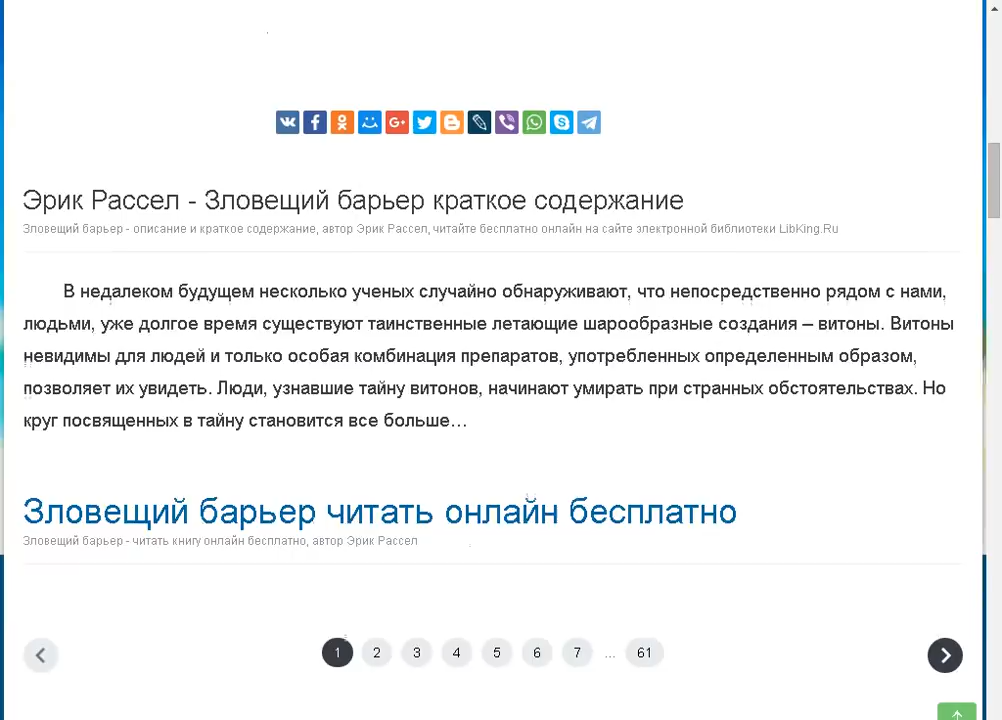 Эрик Рассел - Зловещий барьер краткое содержание
Зловещий барьер - описание и краткое содержание, автор Эрик Рассел, читайте бесплатно онлайн на сайте электронной библиотеки LibKing.Ru
В недалеком будущем несколько ученых случайно обнаруживают, что непосредственно рядом с нами,
людьми, уже долгое время существуют таинственные летающие шарообразные создания – витоны. Витоны
невидимы для людей и только особая комбинация препаратов, употребленных определенным образом,
позволяет их увидеть. Люди, узнавшие тайну витонов, начинают умирать при странных обстоятельствах. Но
круг посвященных в тайну становится все больше…
Зловещий барьер читать онлайн бесплатно
Зловещий барьер - читать книгу онлайн бесплатно, автор Эрик Рассел
1 2 3 4 5 6 7 ... 61